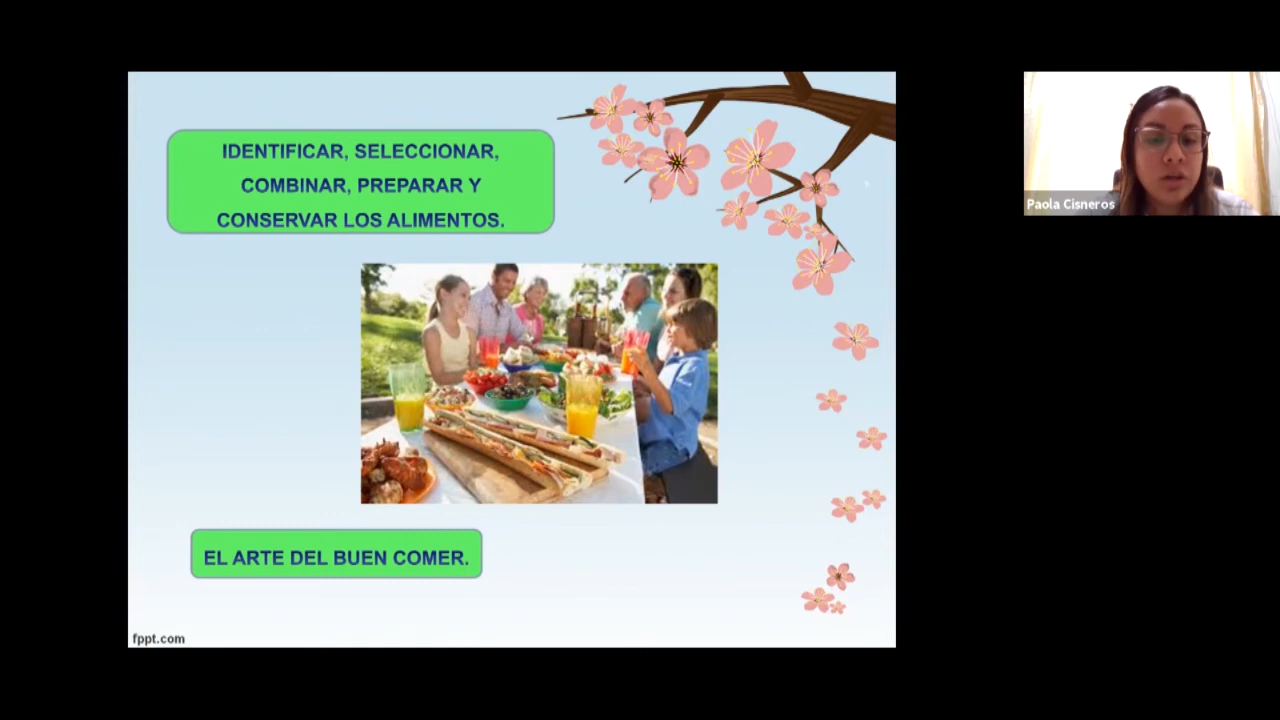 IDENTIFICAR, SELECCIONAR,
COMBINAR, PREPARAR Y
CONSERVAR LOS ALIMENTOS.
Paola Cisneros
EL ARTE DEL BUEN COMER.
fppt.com